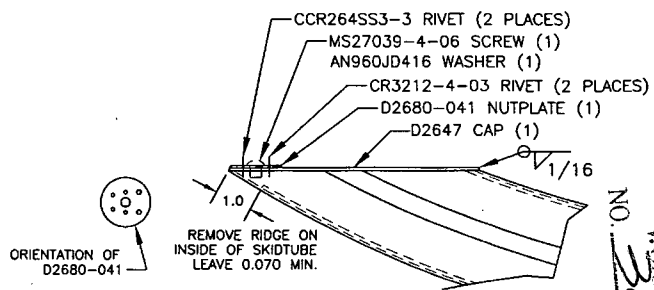 CCR264SS3-3 RIVET (2 PLACES)
MS27039-4-06 SCREW (1)
AN960JD416 WASHER (1)
CR3212-4-03 RIVET (2 PLACES)
D2680-041 NUTPLATE (1)
D2647 CAP (1)
1/16
1.0
REMOVE RIDGE ON
INSIDE OF SKIDTUBE
LEAVE 0.070 MIN.
ORIENTATION OF
D2680-041
NO.